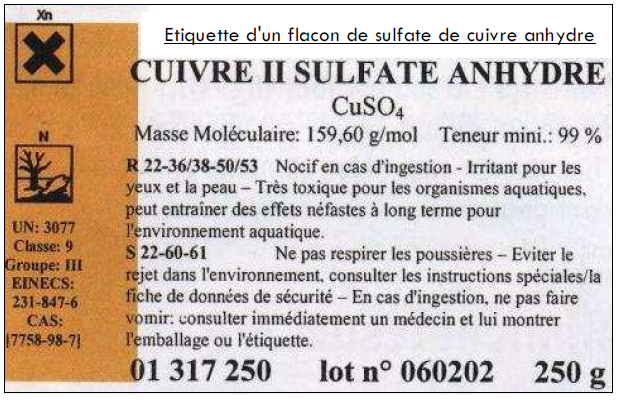 Xn
Etiquette d'un flacon de sulfate de cuivre anhydre
CUIVRE II SULFATE ANHYDRE
CuSO₄
Masse Moléculaire: 159,60 g/mol Teneur mini.: 99 %
N
R 22-36/38-50/53 Nocif en cas d'ingestion - Irritant pour les
yeux et la peau – Très toxique pour les organismes aquatiques,
peut entraîner des effets néfastes à long terme pour
l'environnement aquatique.
S 22-60-61 Ne pas respirer les poussières – Eviter le
rejet dans l'environnement, consulter les instructions spéciales/la
fiche de données de sécurité – En cas d'ingestion, ne pas faire
vomir: consulter immédiatement un médecin et lui montrer
l'emballage ou l'étiquette.
UN: 3077
Classe: 9
Groupe: III
EINECS:
231-847-6
CAS:
[7758-98-7]
01 317 250 lot n° 060202 250 g